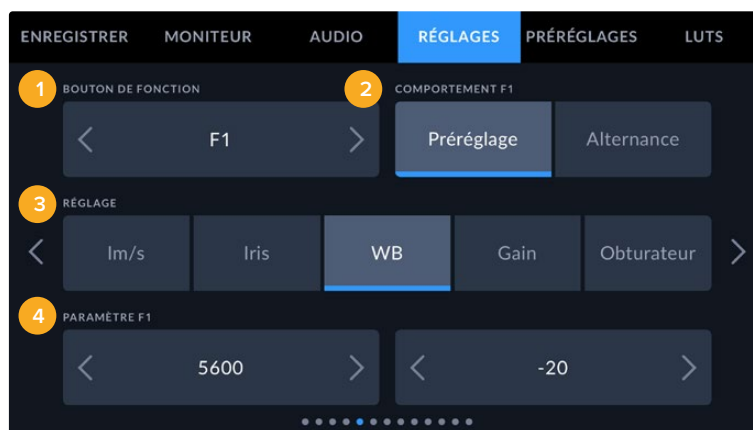 ENREGISTRER MONITEUR AUDIO RÉGLAGES PRÉRÉGLAGES LUTS
1 BOUTON DE FONCTION 2 COMPORTEMENT F1
F1 Préréglage Alternance
3 RÉGLAGE
Im/s Iris WB Gain Obturateur
4 PARAMÈTRE F1
5600 -20